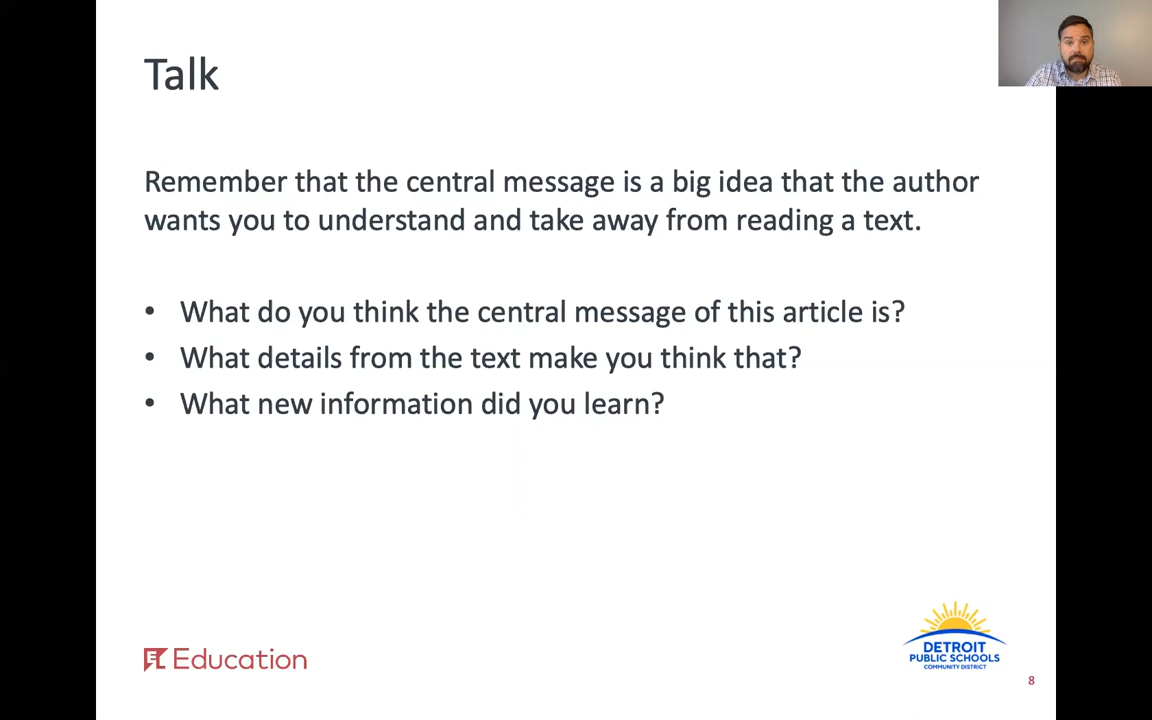 Talk
Remember that the central message is a big idea that the author
wants you to understand and take away from reading a text.
• What do you think the central message of this article is?
• What details from the text make you think that?
• What new information did you learn?
EL Education
DETROIT
PUBLIC SCHOOLS
COMMUNITY DISTRICT
8